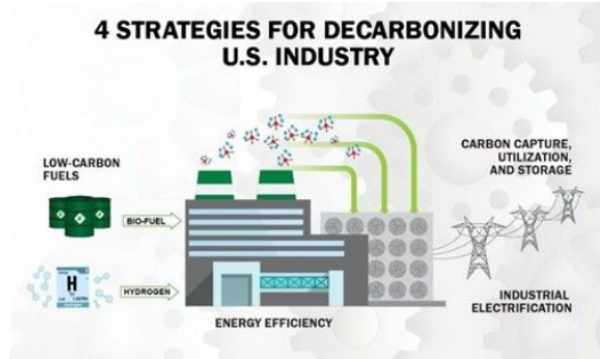 4 STRATEGIES FOR DECARBONIZING
U.S. INDUSTRY
LOW-CARBON
FUELS
BIO-FUEL
HYDROGEN
H
ENERGY EFFICIENCY
CARBON CAPTURE,
UTILIZATION,
AND STORAGE
INDUSTRIAL
ELECTRIFICATION